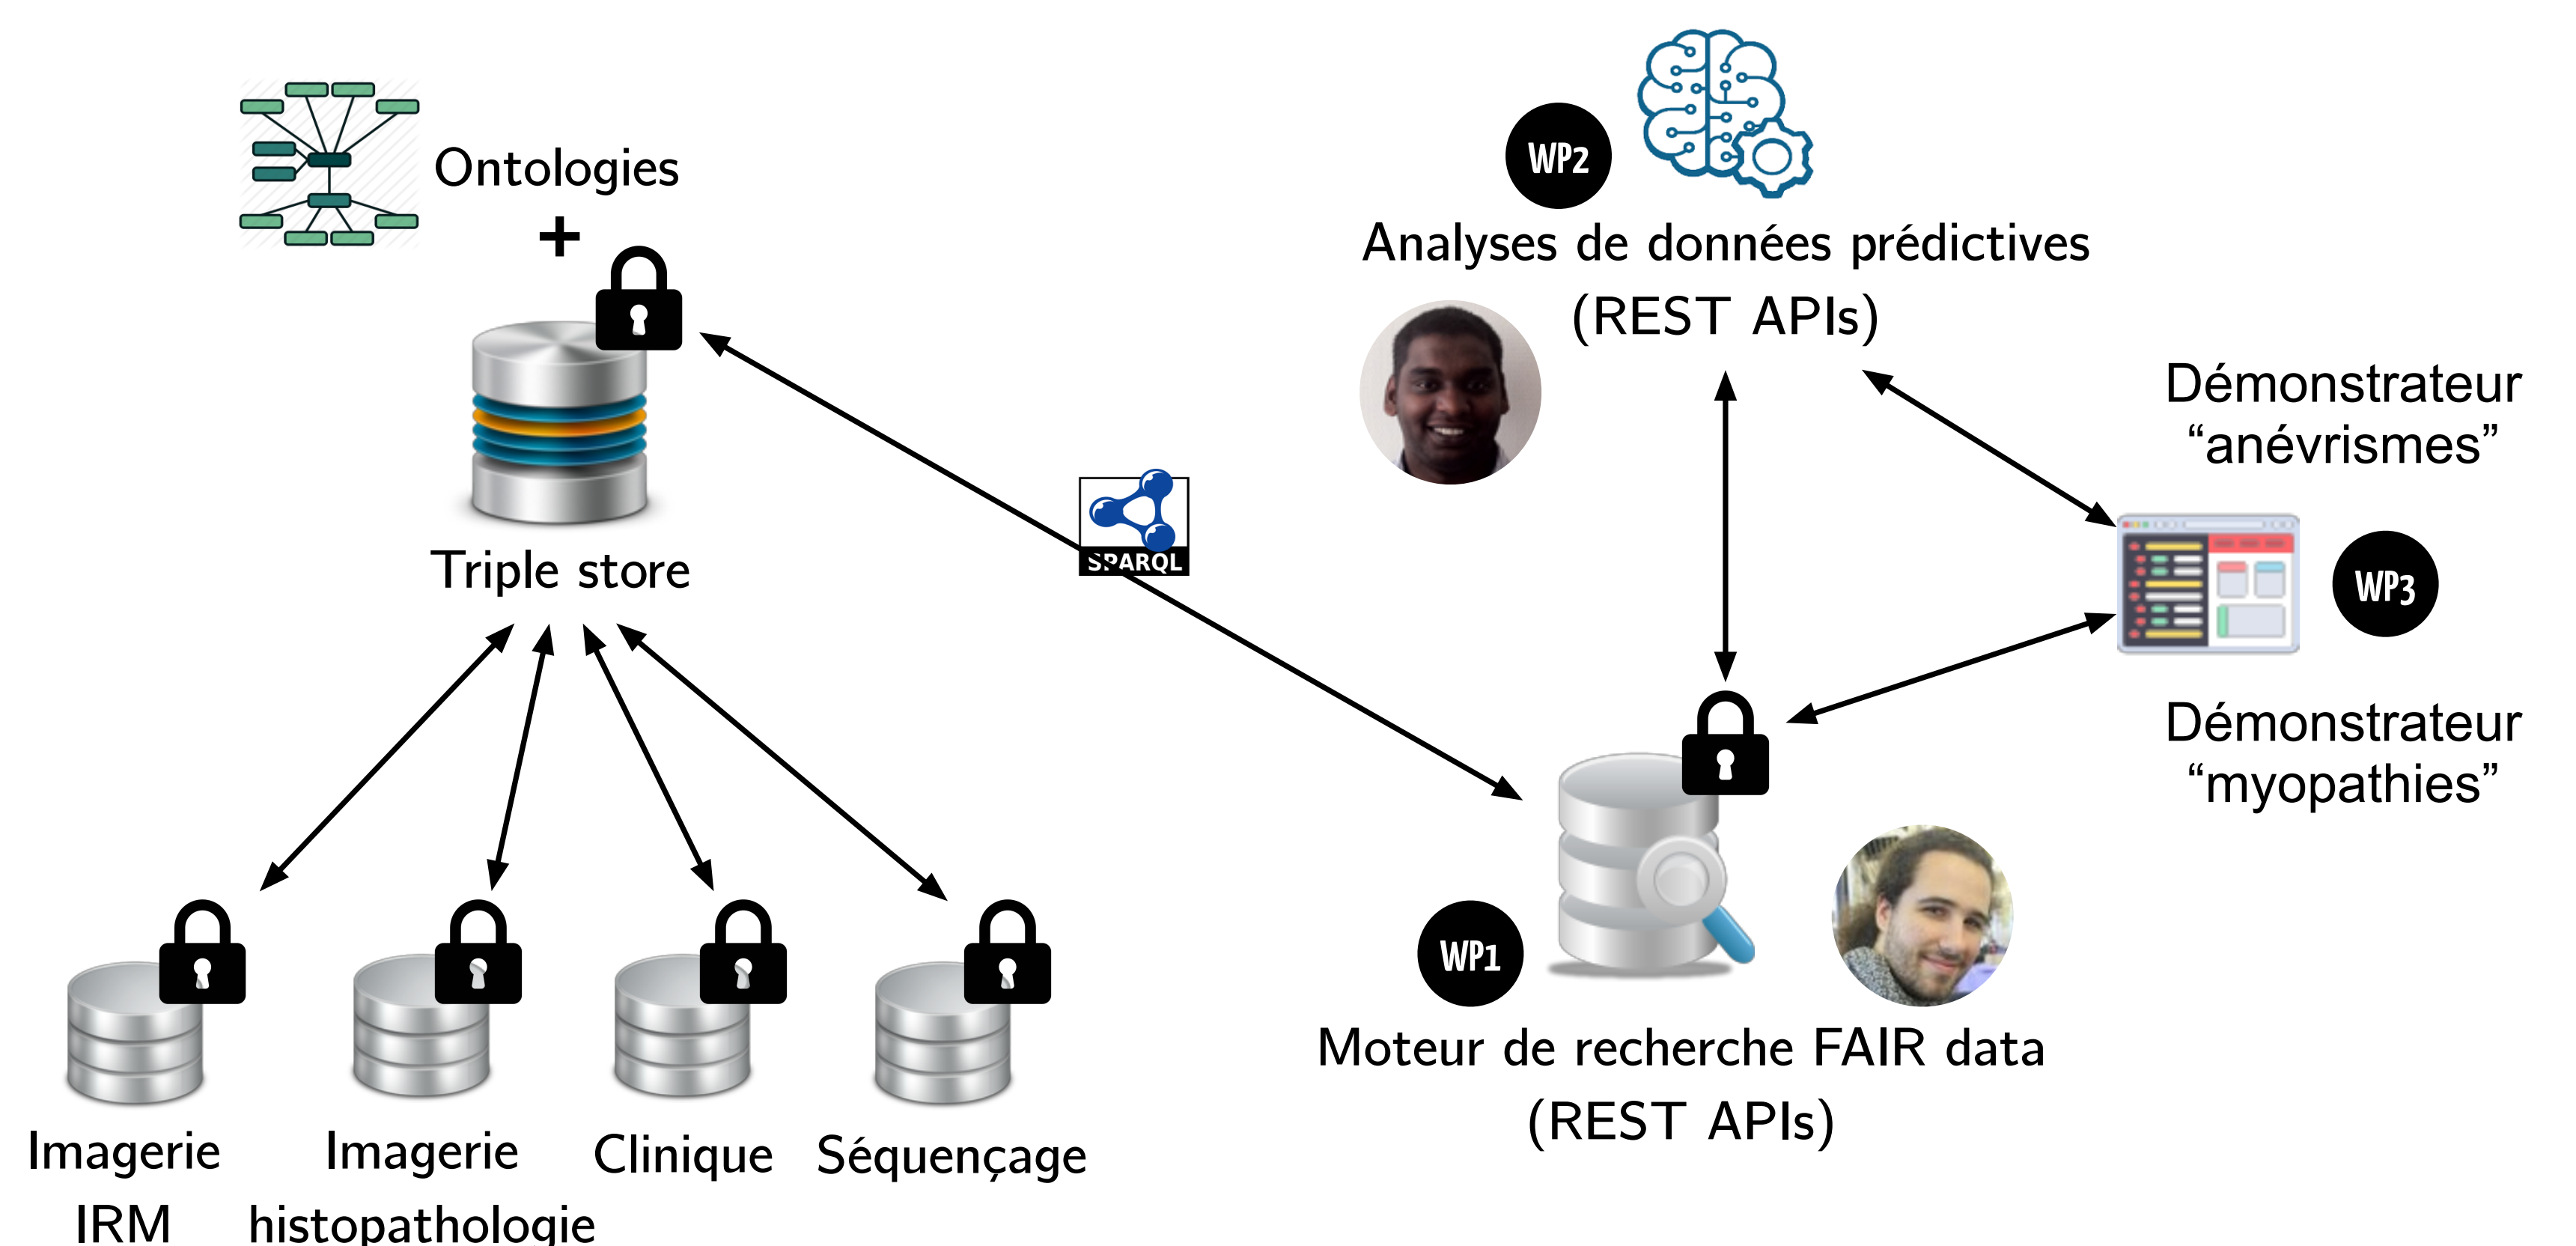 Ontologies
+
Triple store
SPARQL
Imagerie
IRM
Imagerie
histopathologie
Clinique
Séquençage
WP2
Analyses de données prédictives
(REST APIs)
Démonstrateur
“anévrismes”
WP3
Démonstrateur
“myopathies”
WP1
Moteur de recherche FAIR data
(REST APIs)